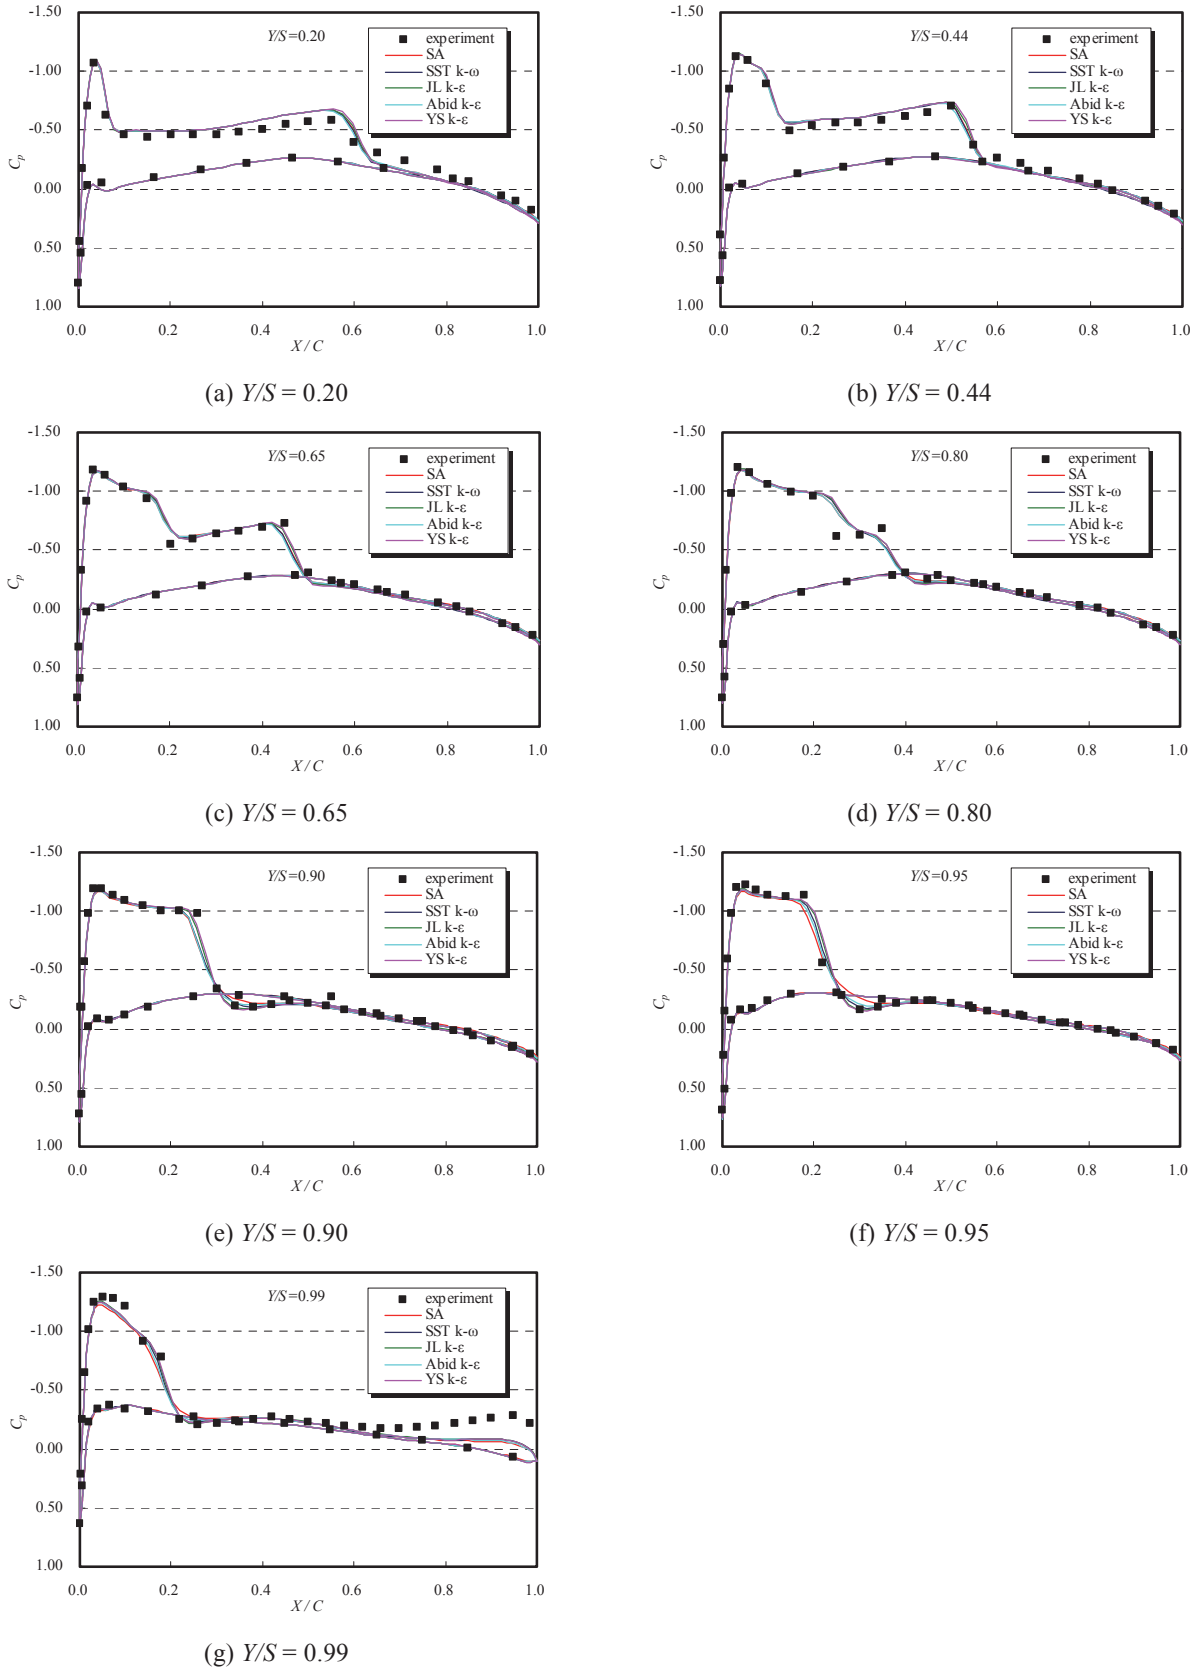 -1.50
-1.00
-0.50
0.00
0.50
1.00
Cp
Y/S=0.20
experiment
SA
SST k-ω
JL k-ε
Abid k-ε
YS k-ε
0.0 0.2 0.4 0.6 0.8 1.0
X / C
(a) Y/S = 0.20
-1.50
-1.00
-0.50
0.00
0.50
1.00
Cp
Y/S=0.44
experiment
SA
SST k-ω
JL k-ε
Abid k-ε
YS k-ε
0.0 0.2 0.4 0.6 0.8 1.0
X / C
(b) Y/S = 0.44
-1.50
-1.00
-0.50
0.00
0.50
1.00
Cp
Y/S=0.65
experiment
SA
SST k-ω
JL k-ε
Abid k-ε
YS k-ε
0.0 0.2 0.4 0.6 0.8 1.0
X / C
(c) Y/S = 0.65
-1.50
-1.00
-0.50
0.00
0.50
1.00
Cp
Y/S=0.80
experiment
SA
SST k-ω
JL k-ε
Abid k-ε
YS k-ε
0.0 0.2 0.4 0.6 0.8 1.0
X / C
(d) Y/S = 0.80
-1.50
-1.00
-0.50
0.00
0.50
1.00
Cp
Y/S=0.90
experiment
SA
SST k-ω
JL k-ε
Abid k-ε
YS k-ε
0.0 0.2 0.4 0.6 0.8 1.0
X / C
(e) Y/S = 0.90
-1.50
-1.00
-0.50
0.00
0.50
1.00
Cp
Y/S=0.95
experiment
SA
SST k-ω
JL k-ε
Abid k-ε
YS k-ε
0.0 0.2 0.4 0.6 0.8 1.0
X / C
(f) Y/S = 0.95
-1.50
-1.00
-0.50
0.00
0.50
1.00
Cp
Y/S=0.99
experiment
SA
SST k-ω
JL k-ε
Abid k-ε
YS k-ε
0.0 0.2 0.4 0.6 0.8 1.0
X / C
(g) Y/S = 0.99